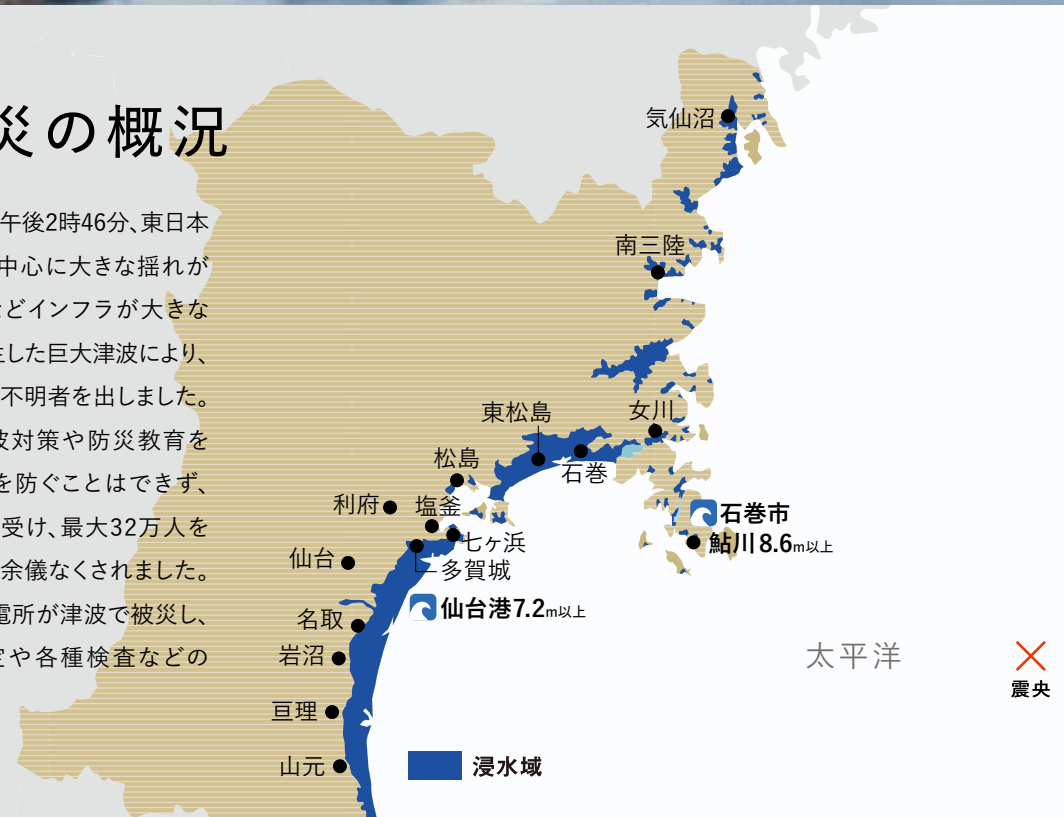 災の概況
午後2時46分、東日本
中心に大きな揺れが
どインフラが大きな
した巨大津波により、
不明者を出しました。
対策や防災教育を
を防ぐことはできず、
受け、最大32万人を
余儀なくされました。
電所が津波で被災し、
や各種検査などの
気仙沼
南三陸
女川
東松島
石巻
松島
利府
塩釜
七ヶ浜
仙台
多賀城
名取
岩沼
亘理
山元
石巻市
鮎川8.6m以上
仙台港7.2m以上
太平洋
震央
浸水域